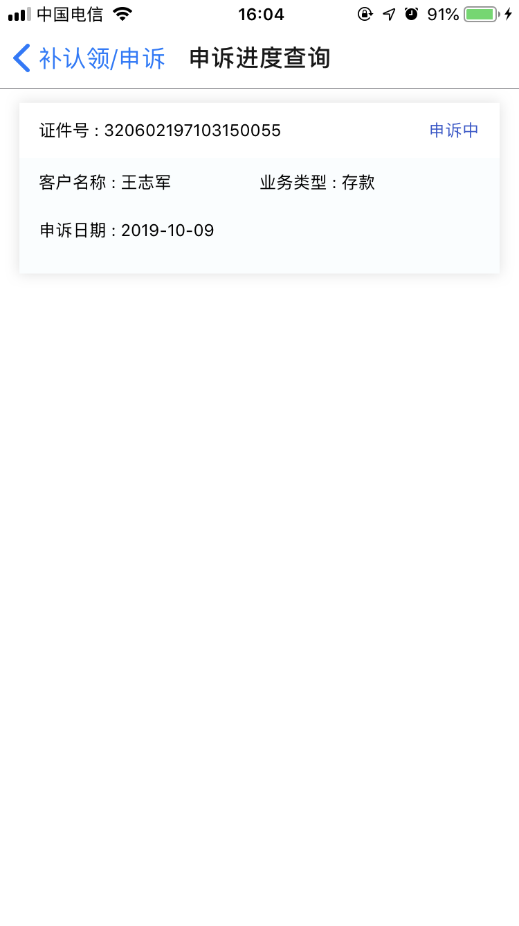 中国电信 16:04 91%
补认领/申诉 申诉进度查询
证件号 : 320602197103150055 申诉中
客户名称 : 王志军 业务类型 : 存款
申诉日期 : 2019-10-09